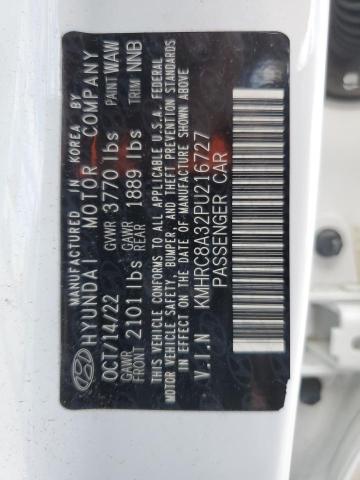 MANUFACTURED IN KOREA BY
HYUNDAI MOTOR COMPANY
OCT/14/22 GVWR 3770 lbs PAINT WAW
GAWR FRONT 2101 lbs GAWR REAR 1889 lbs TRIM NNB
THIS VEHICLE CONFORMS TO ALL APPLICABLE U.S.A. FEDERAL
MOTOR VEHICLE SAFETY, BUMPER, AND THEFT PREVENTION STANDARDS
IN EFFECT ON THE DATE OF MANUFACTURE SHOWN ABOVE
V.I.N KMHRC8A32PU216727
PASSENGER CAR